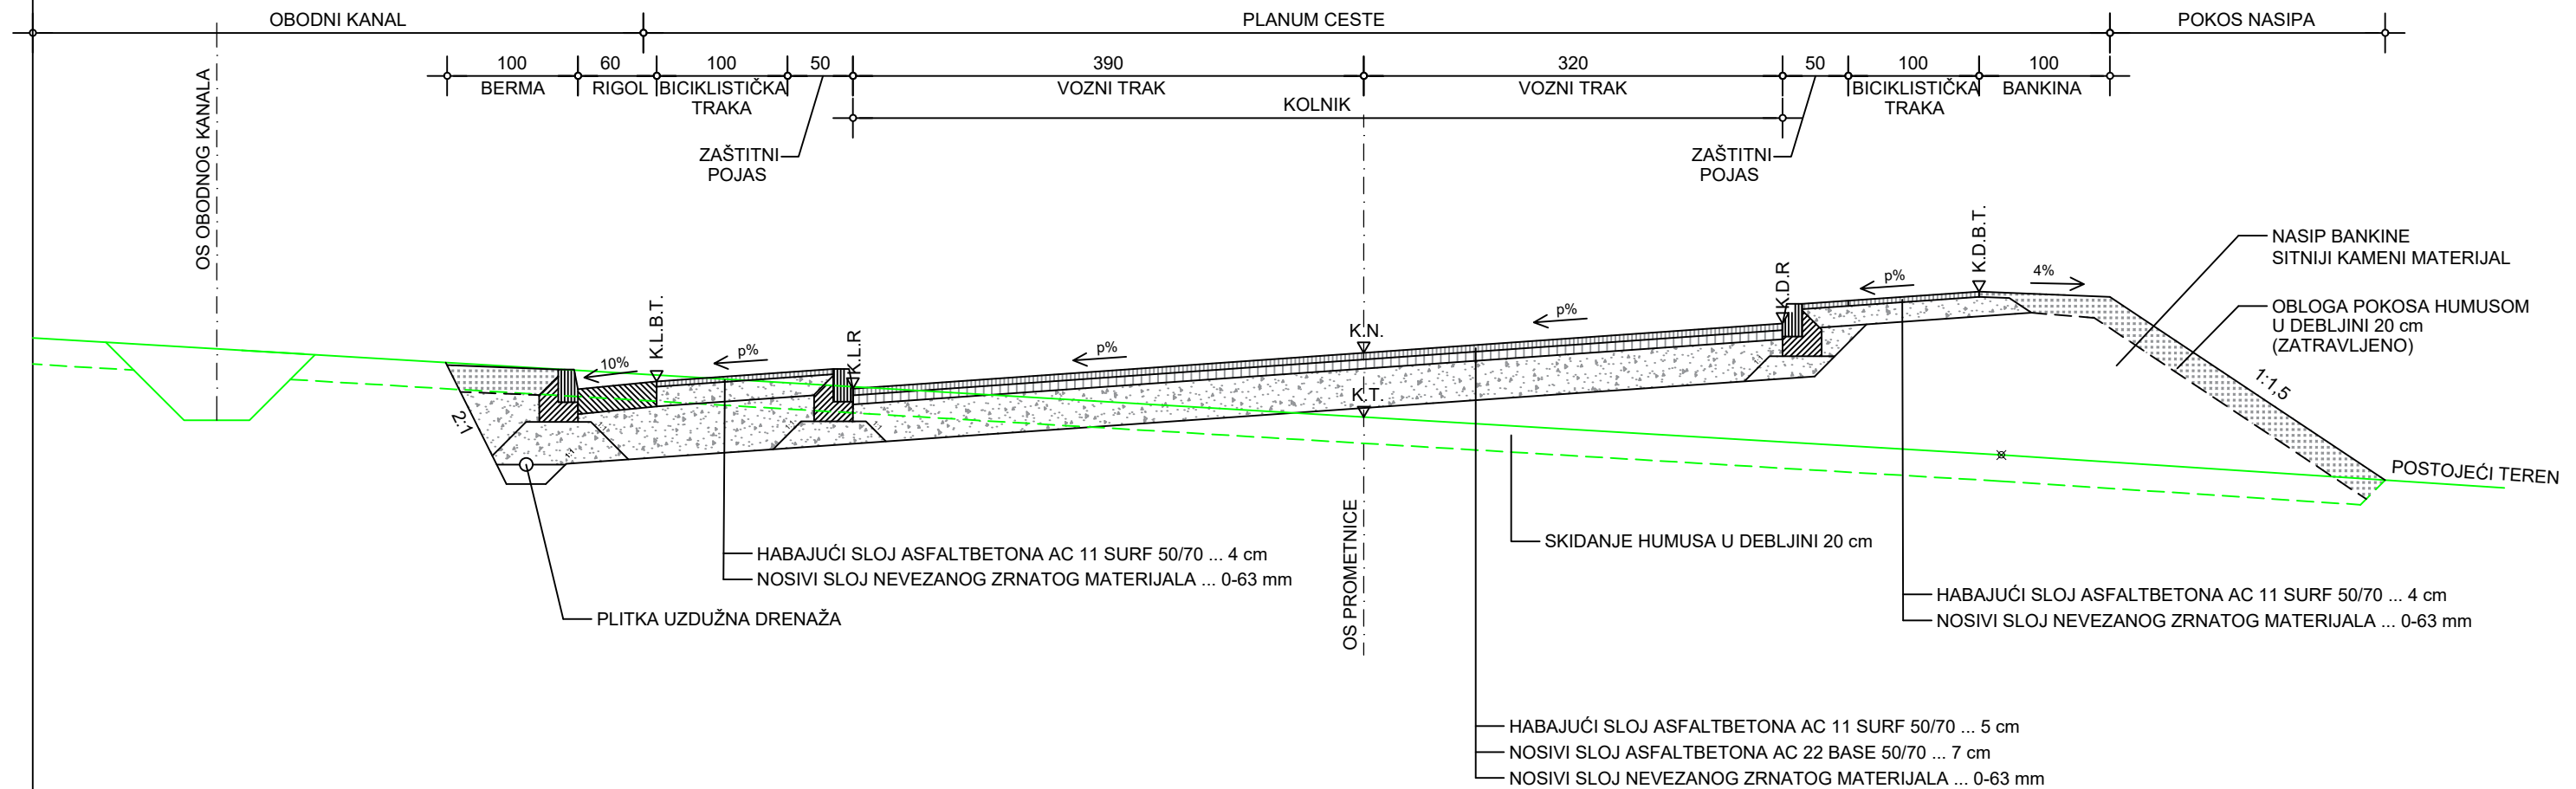 OBODNI KANAL
PLANUM CESTE
POKOS NASIPA
100
60
100
50
390
320
50
100
100
BERMA
RIGOL
BICIKLISTIČKA
TRAKA
VOZNI TRAK
VOZNI TRAK
BICIKLISTIČKA
TRAKA
BANKINA
KOLNIK
ZAŠTITNI
POJAS
ZAŠTITNI
POJAS
OS OBODNOG KANALA
K.D.B.T.
NASIP BANKINE
SITNIJI KAMENI MATERIJAL
K.D.R
p%
4%
OBLOGA POKOSA HUMUSOM
U DEBLJINI 20 cm
(ZATRAVLJENO)
K.L.B.T.
K.L.R
K.N.
p%
10%
p%
p%
K.T.
1:1,5
2:1
1:1
POSTOJEĆI TEREN
OS PROMETNICE
SKIDANJE HUMUSA U DEBLJINI 20 cm
HABAJUĆI SLOJ ASFALTBETONA AC 11 SURF 50/70 ... 4 cm
NOSIVI SLOJ NEVEZANOG ZRNATOG MATERIJALA ... 0-63 mm
PLITKA UZDUŽNA DRENAŽA
HABAJUĆI SLOJ ASFALTBETONA AC 11 SURF 50/70 ... 4 cm
NOSIVI SLOJ NEVEZANOG ZRNATOG MATERIJALA ... 0-63 mm
HABAJUĆI SLOJ ASFALTBETONA AC 11 SURF 50/70 ... 5 cm
NOSIVI SLOJ ASFALTBETONA AC 22 BASE 50/70 ... 7 cm
NOSIVI SLOJ NEVEZANOG ZRNATOG MATERIJALA ... 0-63 mm